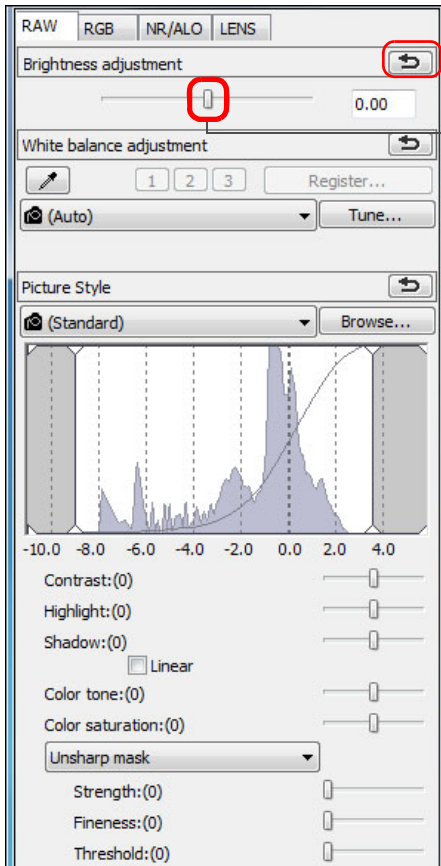 RAW RGB NR/ALO LENS
Brightness adjustment
0.00
White balance adjustment
1 2 3 Register...
(Auto) Tune...
Picture Style
(Standard) Browse...
-10.0 -8.0 -6.0 -4.0 -2.0 0.0 2.0 4.0
Contrast:(0)
Highlight:(0)
Shadow:(0)
Linear
Color tone:(0)
Color saturation:(0)
Unsharp mask
Strength:(0)
Fineness:(0)
Threshold:(0)